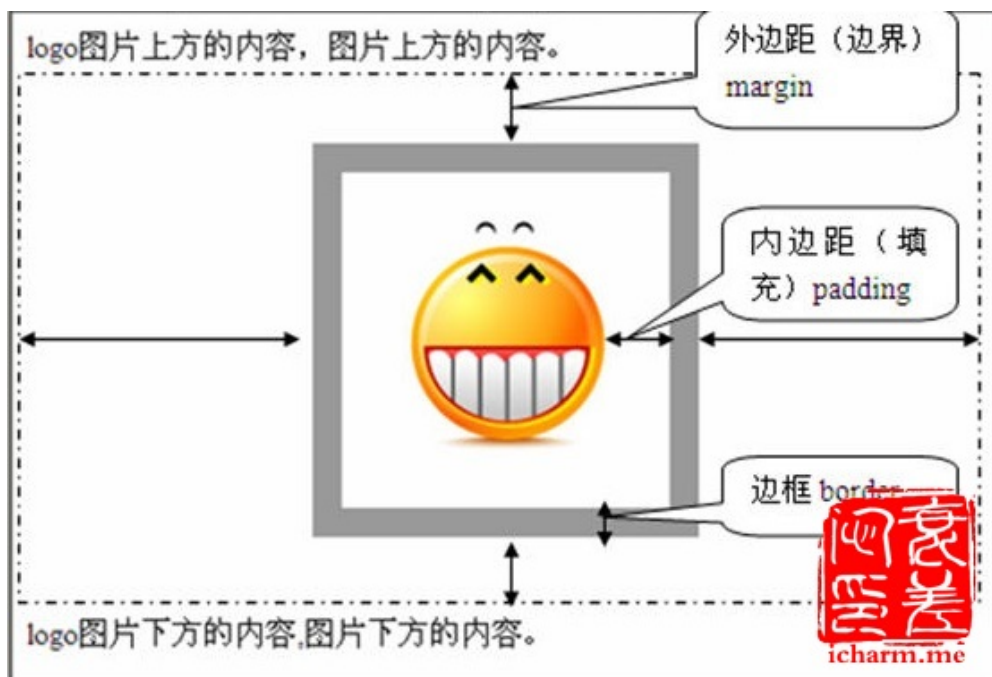 logo图片上方的内容，图片上方的内容。
外边距（边界）
margin
内边距（填
充）padding
边框 border
logo图片下方的内容,图片下方的内容。
icharm.me